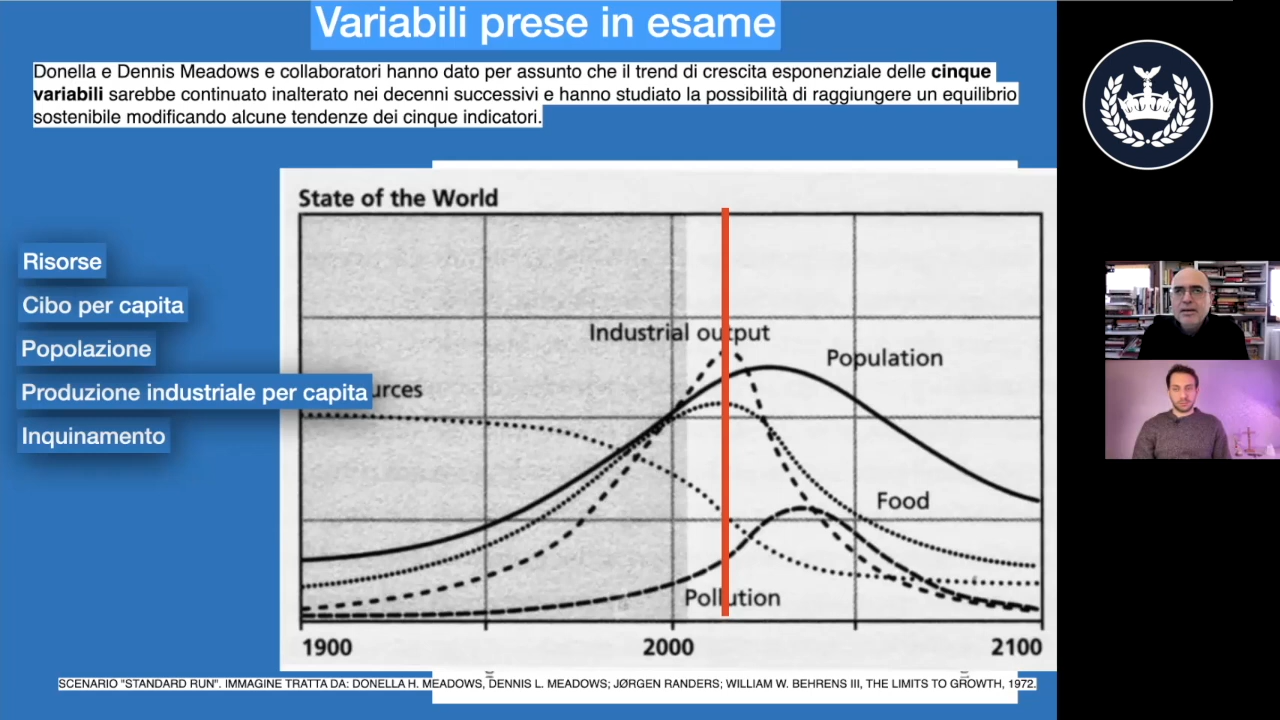 Variabili prese in esame
Donella e Dennis Meadows e collaboratori hanno dato per assunto che il trend di crescita esponenziale delle cinque
variabili sarebbe continuato inalterato nei decenni successivi e hanno studiato la possibilità di raggiungere un equilibrio
sostenibile modificando alcune tendenze dei cinque indicatori.
State of the World
Risorse
Cibo per capita
Popolazione
Produzione industriale per capita
Inquinamento
urces
Industrial output
Population
Food
Pollution
1900
2000
2100
SCENARIO "STANDARD RUN". IMMAGINE TRATTA DA: DONELLA H. MEADOWS, DENNIS L. MEADOWS; JØRGEN RANDERS; WILLIAM W. BEHRENS III, THE LIMITS TO GROWTH, 1972.